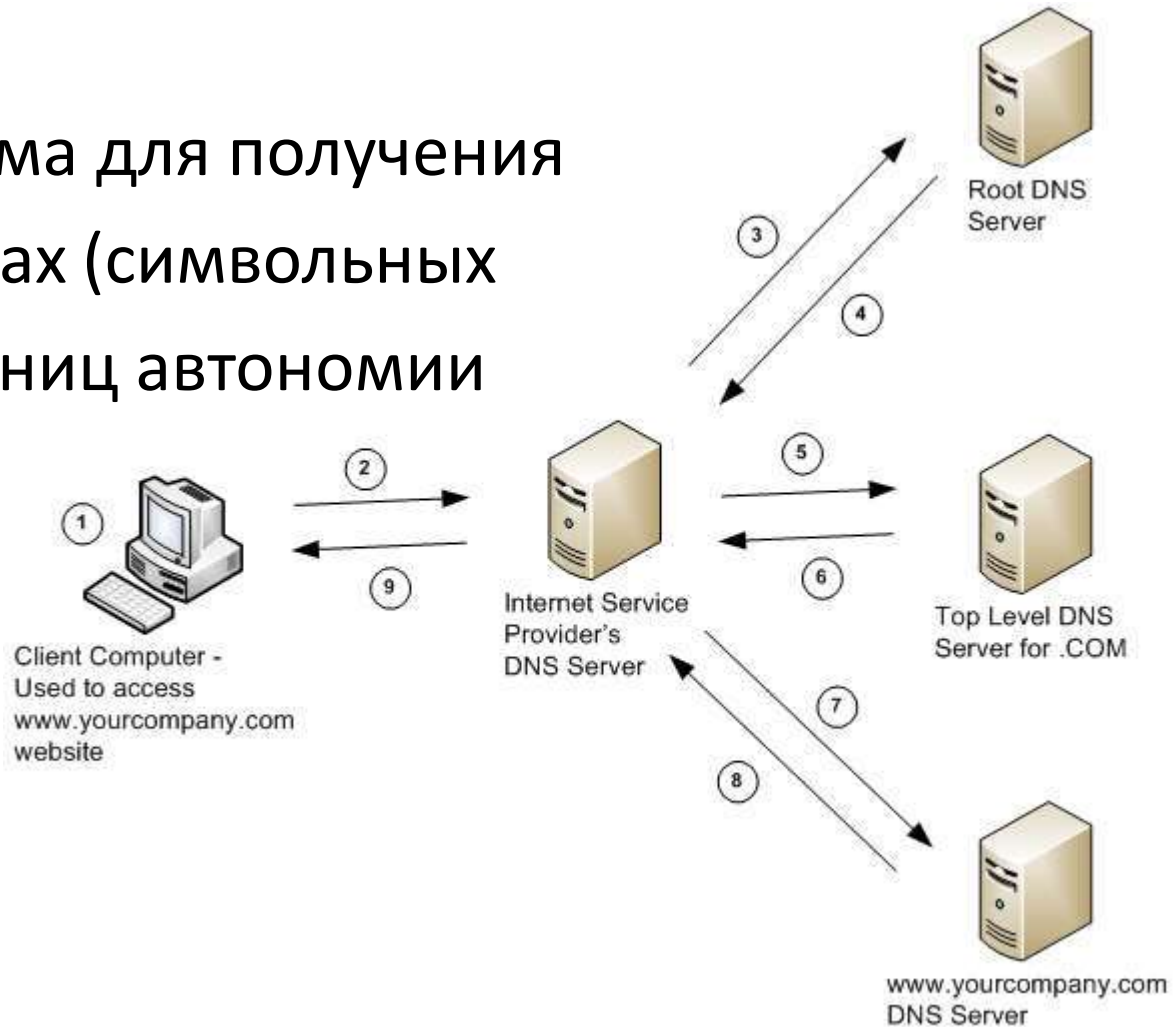 ма для получения
ах (символьных
ниц автономии
Root DNS
Server
3
4
2
5
1
9
6
Internet Service
Provider's
DNS Server
Top Level DNS
Server for .COM
Client Computer -
Used to access
www.yourcompany.com
website
7
8
www.yourcompany.com
DNS Server